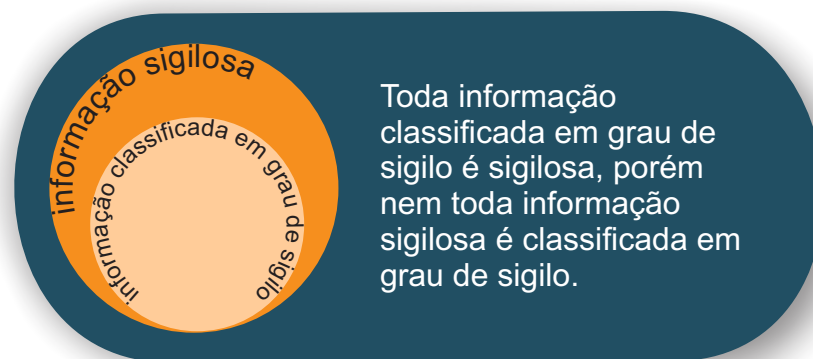 informação sigilosa
informação classificada em grau de sigilo
Toda informação
classificada em grau de
sigilo é sigilosa, porém
nem toda informação
sigilosa é classificada em
grau de sigilo.